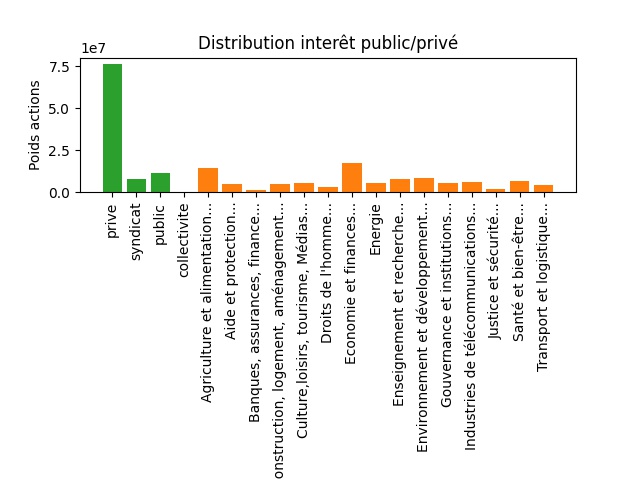 Distribution interêt public/privé
1e7
Poids actions
7.5
5.0
2.5
0.0
prive
syndicat
public
collectivite
Agriculture et alimentation...
Aide et protection...
Banques, assurances, finance...
onstruction, logement, aménagement...
Culture,loisirs, tourisme, Médias...
Droits de l'homme...
Economie et finances...
Energie
Enseignement et recherche...
Environnement et développement...
Gouvernance et institutions...
Industries de télécommunications...
Justice et sécurité...
Santé et bien-être...
Transport et logistique...